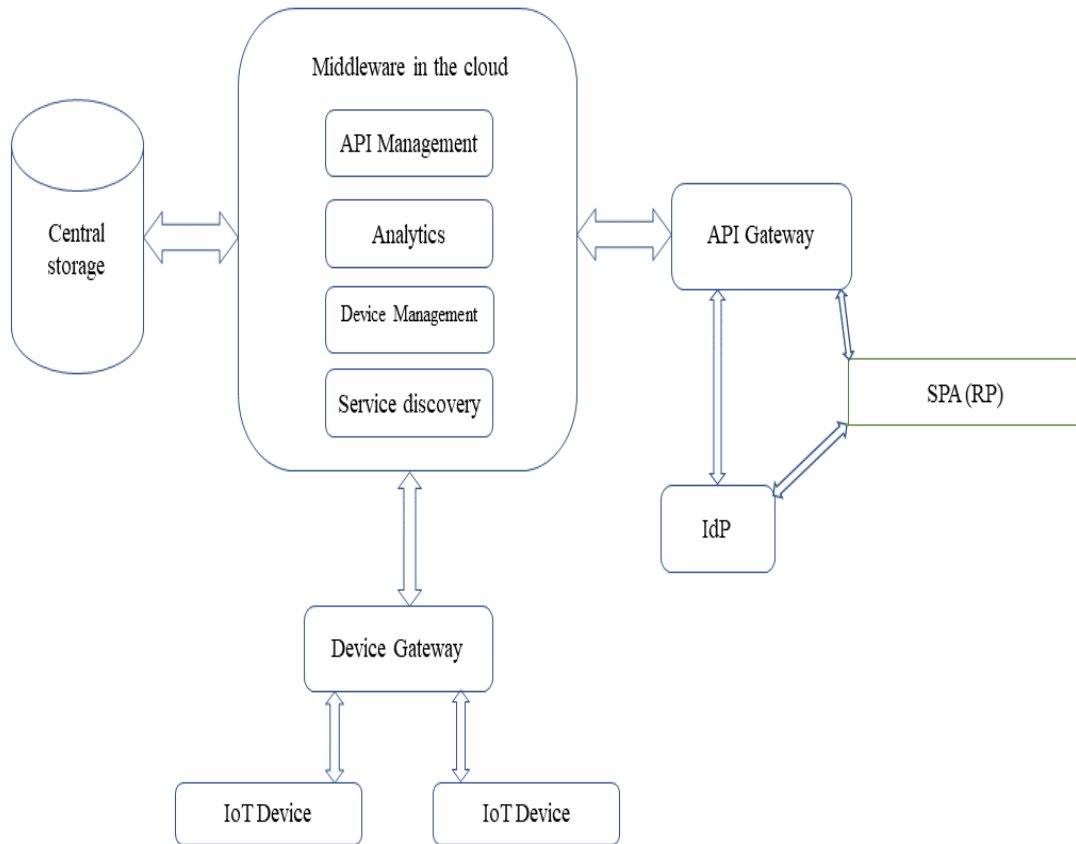 Middleware in the cloud
API Management
Central
storage
Analytics
API Gateway
Device Management
Service discovery
SPA (RP)
IdP
Device Gateway
IoT Device
IoT Device